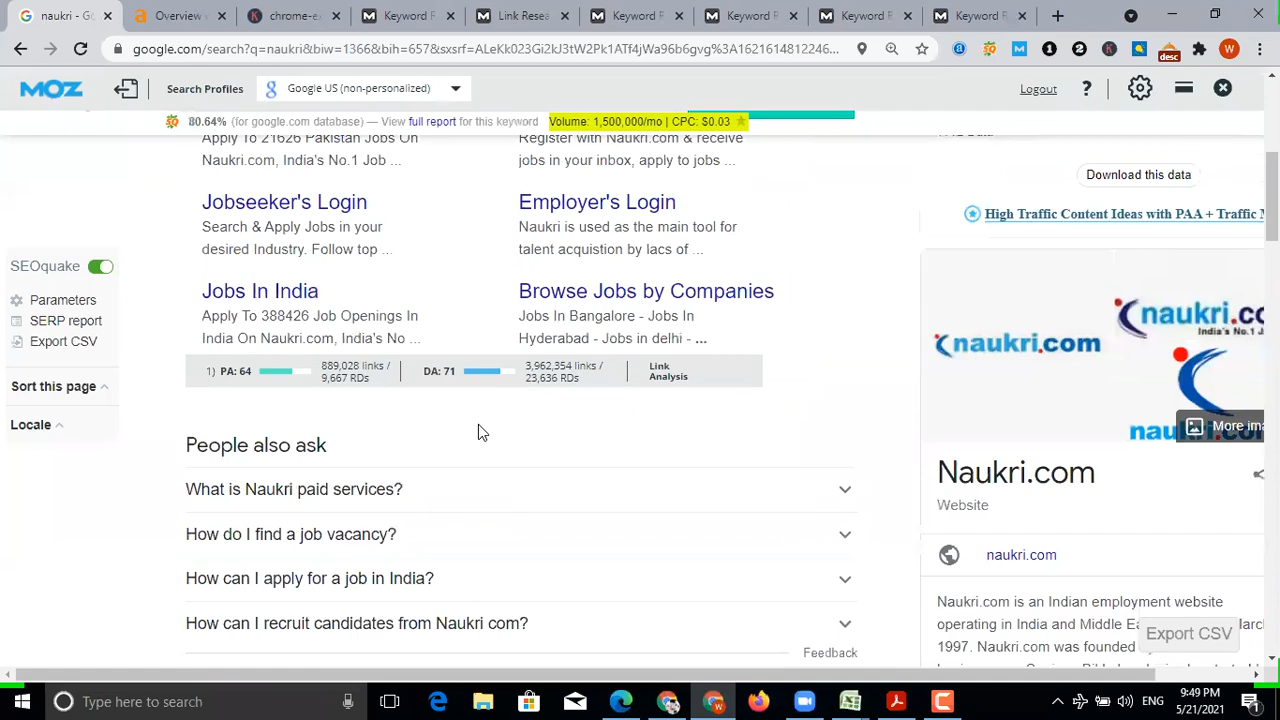 naukri - Go
Overview
chrome-e
Keyword R
Link Resea
Keyword R
Keyword R
Keyword R
Keyword R
google.com/search?q=naukri&biw=1366&bih=657&sxsrf=ALeKk023Gi2kJ3tW2Pk1ATf4jWa96b6gvg%3A1621614812246...
desc
W
MOZ
Search Profiles
Google US (non-personalized)
Logout
?
80.64% (for google.com database) — View full report for this keyword
Volume: 1,500,000/mo | CPC: $0.03
Apply To 21626 Pakistan Jobs On
Naukri.com, India's No.1 Job ...
Register with Naukri.com & receive
jobs in your inbox, apply to jobs ...
Download this data
Jobseeker's Login
Search & Apply Jobs in your
desired Industry. Follow top ...
Employer's Login
Naukri is used as the main tool for
talent acquistion by lacs of ...
High Traffic Content Ideas with PAA + Traffic
SEOquake
Parameters
SERP report
Export CSV
Sort this page
Locale
Jobs In India
Apply To 388426 Job Openings In
India On Naukri.com, India's No ...
Browse Jobs by Companies
Jobs In Bangalore - Jobs In
Hyderabad - Jobs in delhi - ...
1) PA: 64
889,028 links /
9,667 RDs
DA: 71
3,962,354 links /
23,636 RDs
Link
Analysis
naukri.co
India's No.1 J
naukri.com
nauk
More ima
People also ask
What is Naukri paid services?
How do I find a job vacancy?
How can I apply for a job in India?
How can I recruit candidates from Naukri com?
Feedback
Naukri.com
Website
naukri.com
Naukri.com is an Indian employment website
operating in India and Middle Ea
1997. Naukri.com was founded
Export CSV
Type here to search
ENG
9:49 PM
5/21/2021